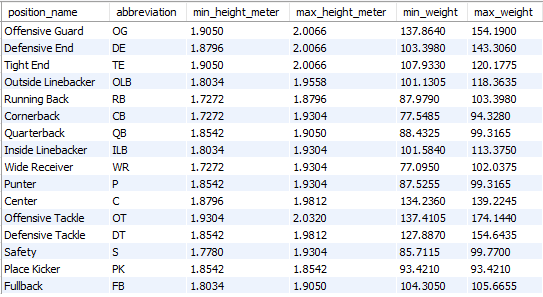 position_name abbreviation min_height_meter max_height_meter min_weight max_weight
Offensive Guard OG 1.9050 2.0066 137.8640 154.1900
Defensive End DE 1.8796 2.0066 103.3980 143.3060
Tight End TE 1.9050 2.0066 107.9330 120.1775
Outside Linebacker OLB 1.8034 1.9558 101.1305 118.3635
Running Back RB 1.7272 1.8796 87.9790 103.3980
Cornerback CB 1.7272 1.9304 77.5485 94.3280
Quarterback QB 1.8542 1.9050 88.4325 99.3165
Inside Linebacker ILB 1.8034 1.9304 101.5840 113.3750
Wide Receiver WR 1.7272 1.9304 77.0950 102.0375
Punter P 1.8542 1.9304 87.5255 99.3165
Center C 1.8796 1.9812 134.2360 139.2245
Offensive Tackle OT 1.9304 2.0320 137.4105 174.1440
Defensive Tackle DT 1.8542 1.9812 127.8870 154.6435
Safety S 1.7780 1.9304 85.7115 99.7700
Place Kicker PK 1.8542 1.8542 93.4210 93.4210
Fullback FB 1.8034 1.9050 104.3050 105.6655